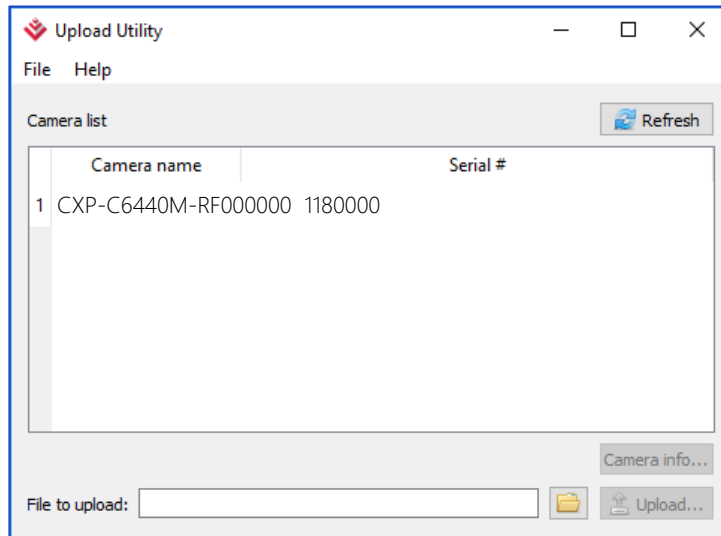 Upload Utility
File Help
Camera list Refresh
Camera name Serial #
1 CXP-C6440M-RF000000 1180000
Camera info...
File to upload: Upload...